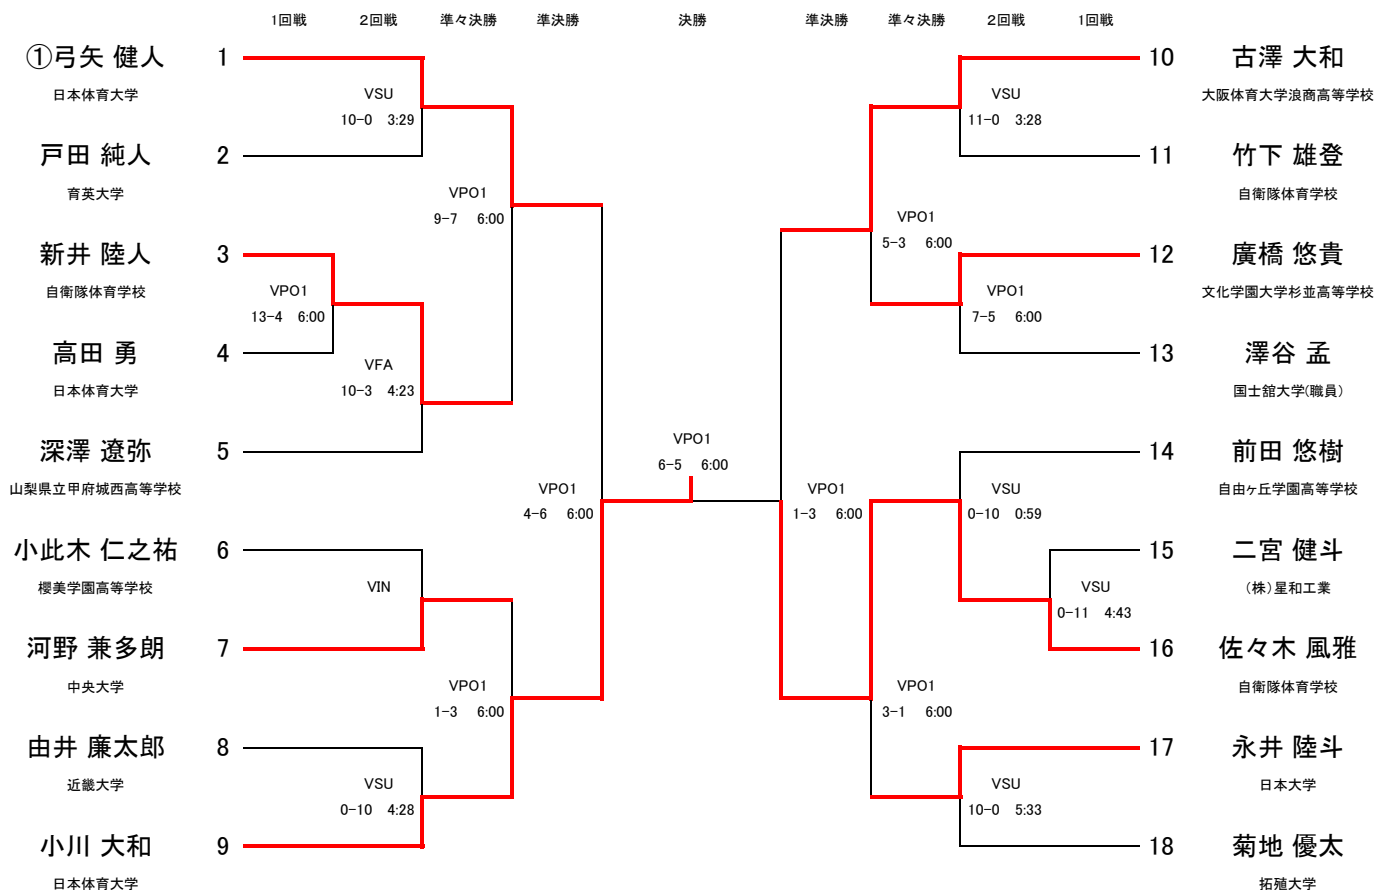 1回戦 2回戦 準々決勝 準決勝 決勝 準決勝 準々決勝 2回戦 1回戦
①弓矢 健人 1
日本体育大学
VSU
10-0 3:29
戸田 純人 2
育英大学
VPO1
9-7 6:00
新井 陸人 3
自衛隊体育学校
VPO1
13-4 6:00
高田 勇 4
日本体育大学
VFA
10-3 4:23
深澤 遼弥 5
山梨県立甲府城西高等学校
VPO1
4-6 6:00
小此木 仁之祐 6
櫻美学園高等学校
VIN
河野 兼多朗 7
中央大学
VPO1
1-3 6:00
由井 廉太郎 8
近畿大学
VSU
0-10 4:28
小川 大和 9
日本体育大学
VPO1
6-5 6:00
10 古澤 大和
大阪体育大学浪商高等学校
VSU
11-0 3:28
11 竹下 雄登
自衛隊体育学校
VPO1
5-3 6:00
12 廣橋 悠貴
文化学園大学杉並高等学校
VPO1
7-5 6:00
13 澤谷 孟
国士舘大学(職員)
14 前田 悠樹
自由ヶ丘学園高等学校
VPO1
1-3 6:00
VSU
0-10 0:59
15 二宮 健斗
(株)星和工業
VSU
0-11 4:43
16 佐々木 風雅
自衛隊体育学校
VPO1
3-1 6:00
17 永井 陸斗
日本大学
VSU
10-0 5:33
18 菊地 優太
拓殖大学